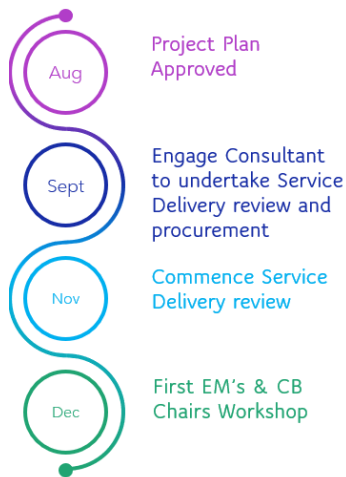 Aug
Project Plan
Approved
Sept
Engage Consultant
to undertake Service
Delivery review and
procurement
Nov
Commence Service
Delivery review
Dec
First EM's & CB
Chairs Workshop